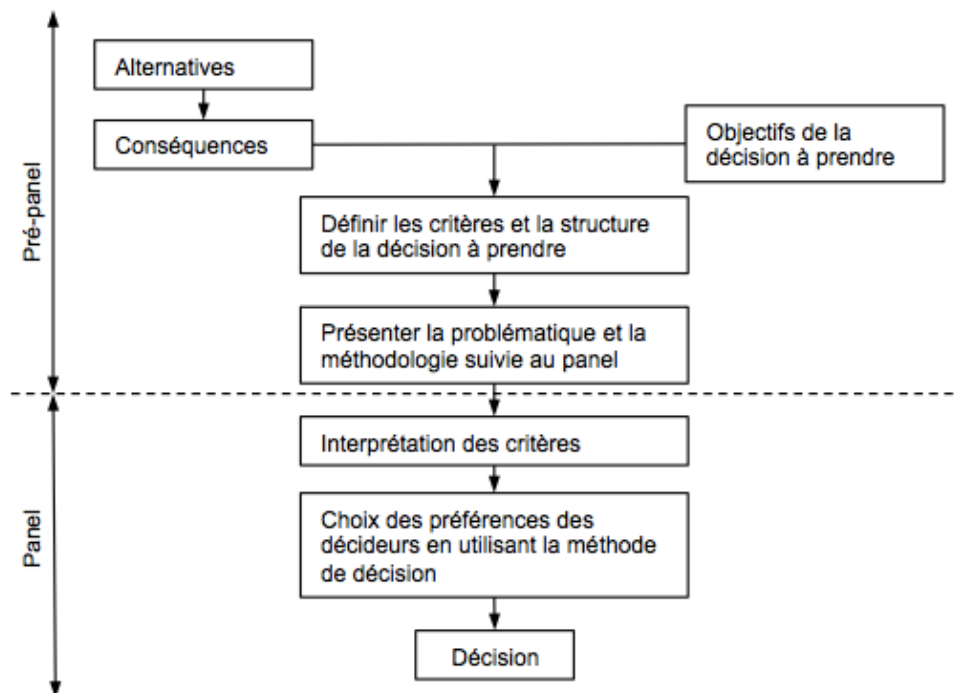 Alternatives
Conséquences
Objectifs de la
décision à prendre
Pré-panel
Définir les critères et la structure
de la décision à prendre
Présenter la problématique et la
méthodologie suivie au panel
Panel
Interprétation des critères
Choix des préférences des
décideurs en utilisant la méthode
de décision
Décision